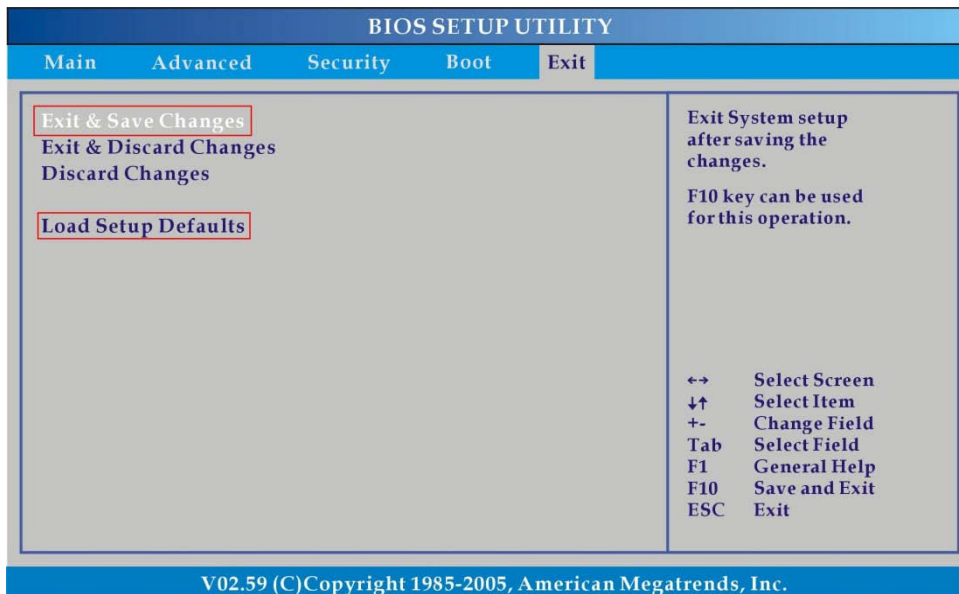 BIOS SETUP UTILITY
Main Advanced Security Boot Exit
Exit & Save Changes
Exit & Discard Changes
Discard Changes
Load Setup Defaults
Exit System setup
after saving the
changes.
F10 key can be used
for this operation.
←→ Select Screen
↓↑ Select Item
+- Change Field
Tab Select Field
F1 General Help
F10 Save and Exit
ESC Exit
V02.59 (C)Copyright 1985-2005, American Megatrends, Inc.